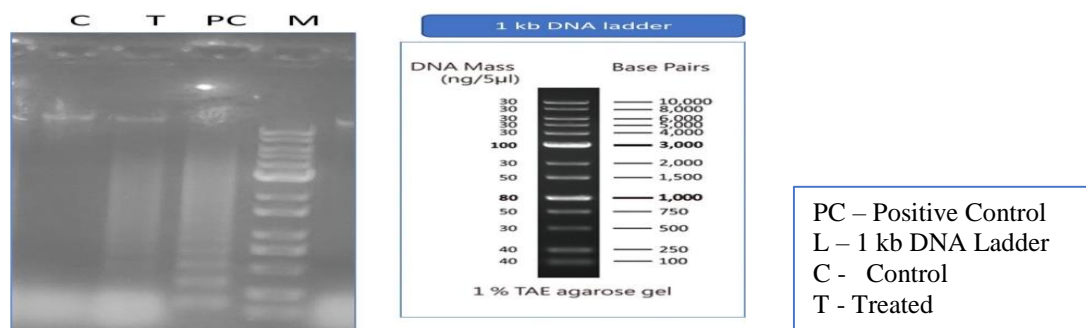 C T PC M
1 kb DNA ladder
DNA Mass Base Pairs
(ng/5µl)
30 10,000
30 8,000
30 6,000
30 5,000
30 4,000
100 3,000
30 2,000
50 1,500
80 1,000
50 750
30 500
40 250
40 100
1 % TAE agarose gel
PC – Positive Control
L – 1 kb DNA Ladder
C - Control
T - Treated